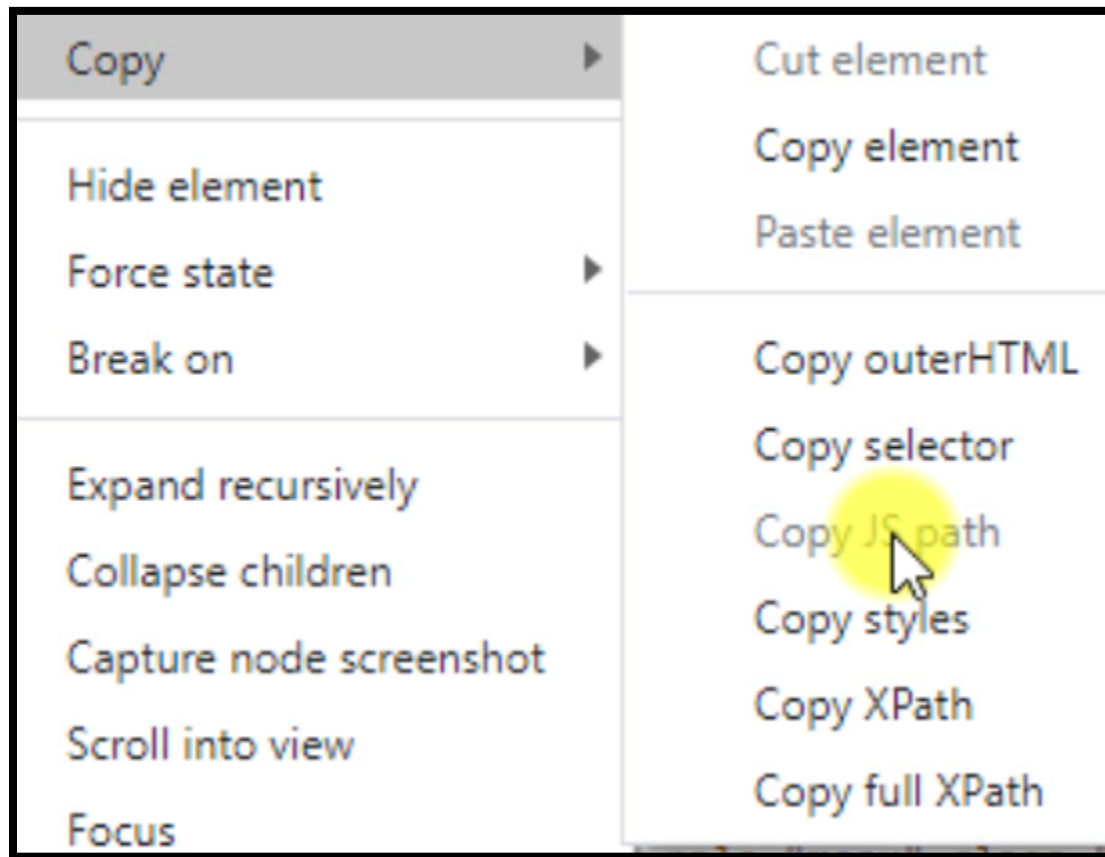 Copy
Hide element
Force state
Break on
Expand recursively
Collapse children
Capture node screenshot
Scroll into view
Focus
Cut element
Copy element
Paste element
Copy outerHTML
Copy selector
Copy JS path
Copy styles
Copy XPath
Copy full XPath